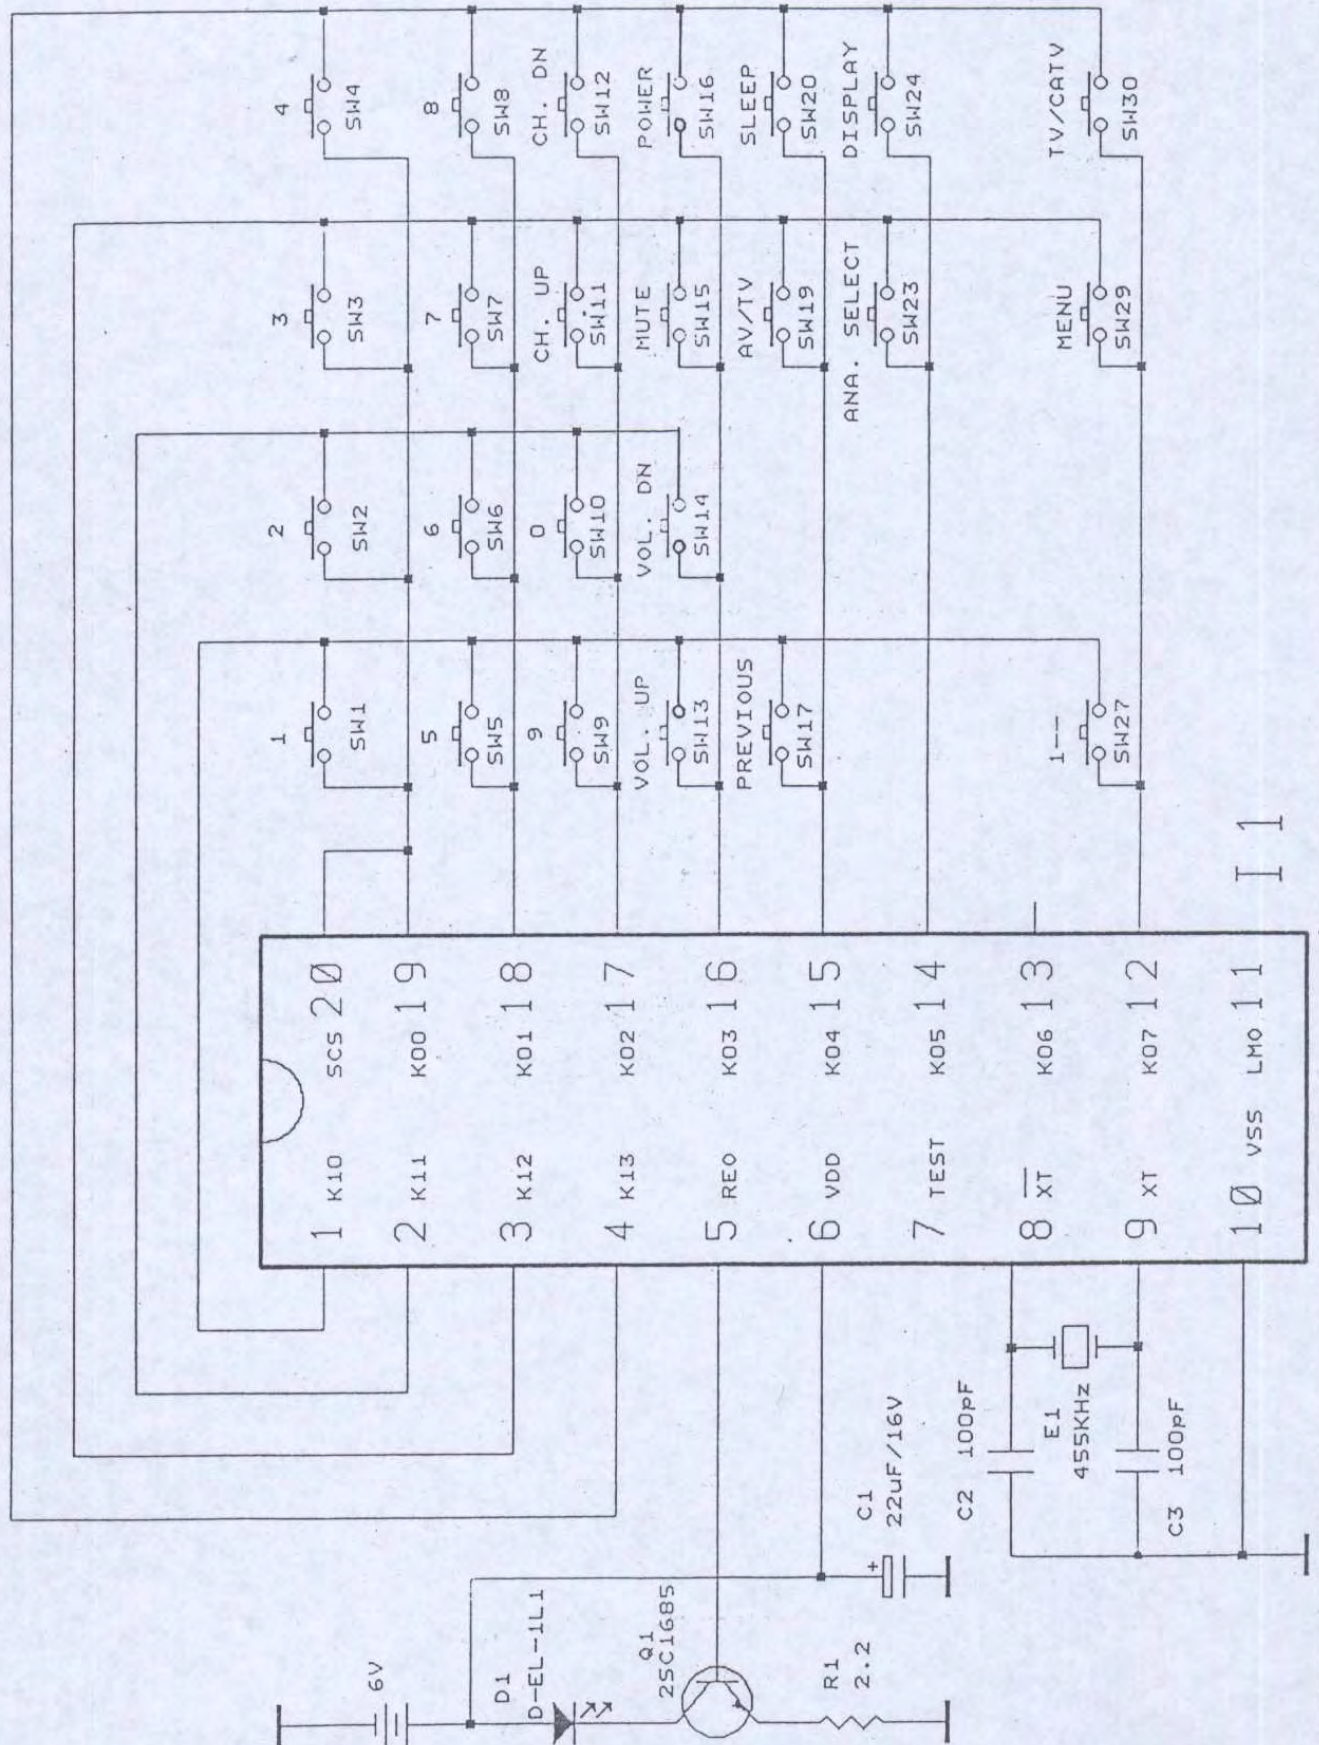 4
SW4
8
SW8
CH. DN
SW12
POWER
SW16
SLEEP
SW20
DISPLAY
SW24
TV/CATV
SW30
3
SW3
7
SW7
CH. UP
SW11
MUTE
SW15
AV/TV
SW19
ANA. SELECT
SW23
MENU
SW29
2
SW2
6
SW6
0
SW10
VOL. DN
SW14
1
SW1
5
SW5
9
SW9
VOL. UP
SW13
PREVIOUS
SW17
1--
SW27
I 1
1 K10 SCS 20
2 K11 K00 19
3 K12 K01 18
4 K13 K02 17
5 REO K03 16
6 VDD K04 15
7 TEST K05 14
8 XT K06 13
9 XT K07 12
10 VSS LMO 11
6V
D1
D-EL-1L1
Q1
2SC1685
R1
2.2
C1
22uF/16V
+
C2 100pF
E1
455KHz
C3 100pF